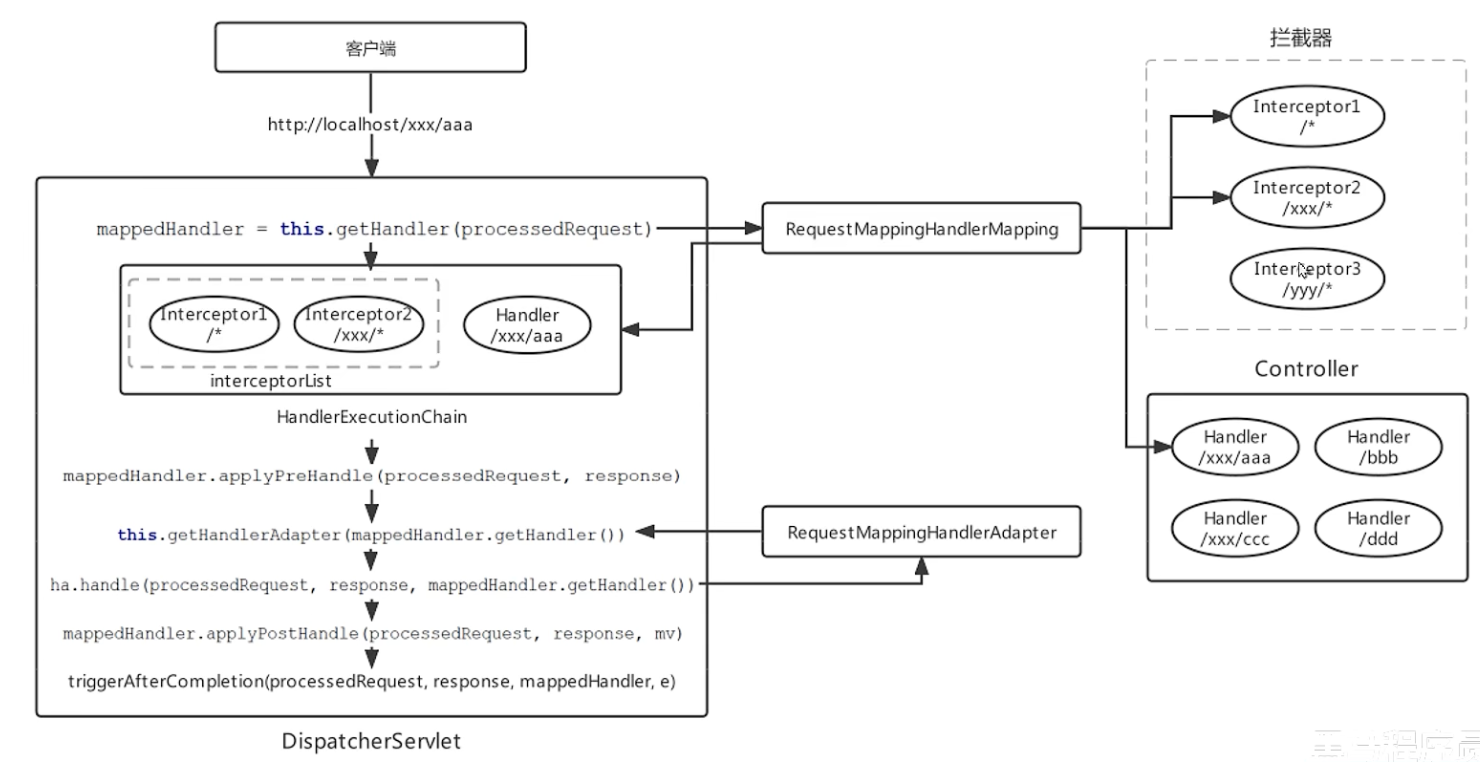 客户端
http://localhost/xxx/aaa
mappedHandler = this.getHandler(processedRequest)
Interceptor1
/*
Interceptor2
/xxx/*
Handler
/xxx/aaa
interceptorList
HandlerExecutionChain
mappedHandler.applyPreHandle(processedRequest, response)
this.getHandlerAdapter(mappedHandler.getHandler())
ha.handle(processedRequest, response, mappedHandler.getHandler())
mappedHandler.applyPostHandle(processedRequest, response, mv)
triggerAfterCompletion(processedRequest, response, mappedHandler, e)
DispatcherServlet
RequestMappingHandlerMapping
RequestMappingHandlerAdapter
拦截器
Interceptor1
/*
Interceptor2
/xxx/*
Interceptor3
/yyy/*
Controller
Handler
/xxx/aaa
Handler
/bbb
Handler
/xxx/ccc
Handler
/ddd